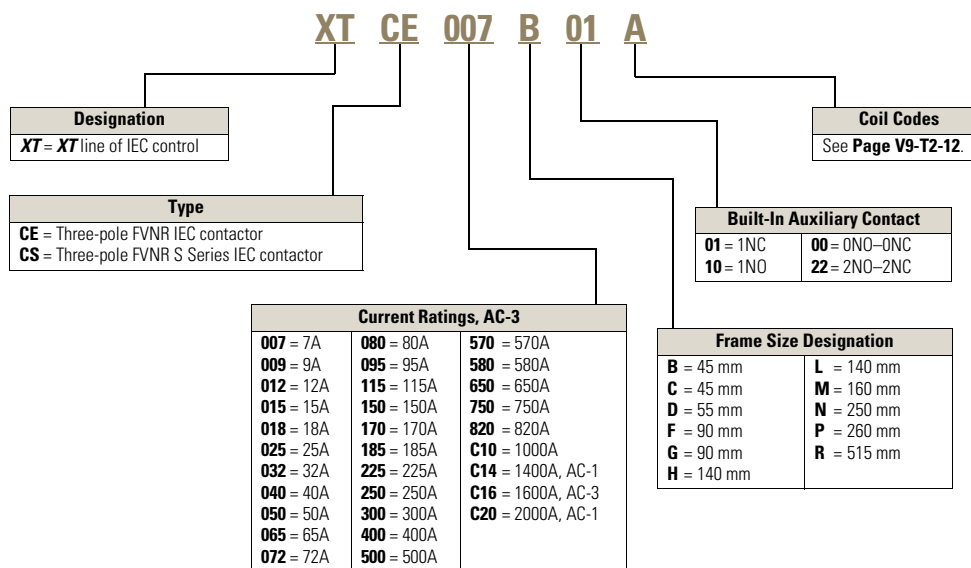 XT CE 007 B 01 A
Designation
XT = XT line of IEC control
Coil Codes
See Page V9-T2-12.
Type
CE = Three-pole FVNR IEC contactor
CS = Three-pole FVNR S Series IEC contactor
Built-In Auxiliary Contact
01 = 1NC 00 = 0NO–0NC
10 = 1NO 22 = 2NO–2NC
Current Ratings, AC-3
007 = 7A 080 = 80A 570 = 570A
009 = 9A 095 = 95A 580 = 580A
012 = 12A 115 = 115A 650 = 650A
015 = 15A 150 = 150A 750 = 750A
018 = 18A 170 = 170A 820 = 820A
025 = 25A 185 = 185A C10 = 1000A
032 = 32A 225 = 225A C14 = 1400A, AC-1
040 = 40A 250 = 250A C16 = 1600A, AC-3
050 = 50A 300 = 300A C20 = 2000A, AC-1
065 = 65A 400 = 400A
072 = 72A 500 = 500A
Frame Size Designation
B = 45 mm L = 140 mm
C = 45 mm M = 160 mm
D = 55 mm N = 250 mm
F = 90 mm P = 260 mm
G = 90 mm R = 515 mm
H = 140 mm